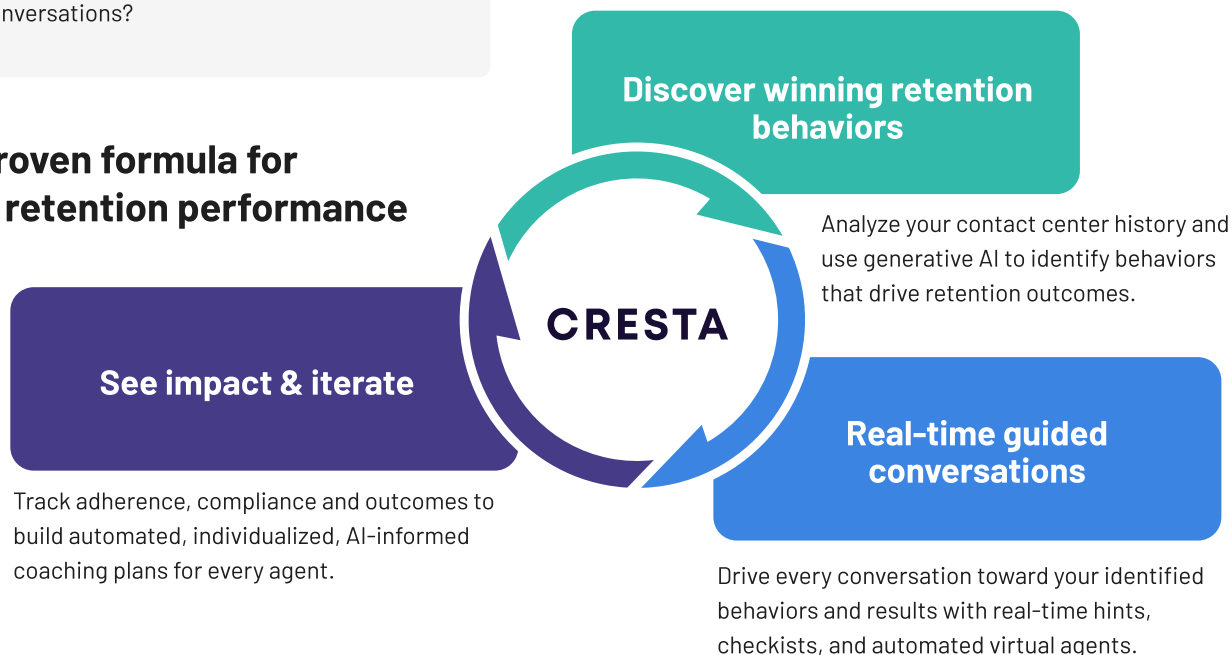 nversations?
roven formula for
retention performance
Discover winning retention
behaviors
Analyze your contact center history and
use generative AI to identify behaviors
that drive retention outcomes.
CRESTA
See impact & iterate
Track adherence, compliance and outcomes to
build automated, individualized, AI-informed
coaching plans for every agent.
Real-time guided
conversations
Drive every conversation toward your identified
behaviors and results with real-time hints,
checkists, and automated virtual agents.